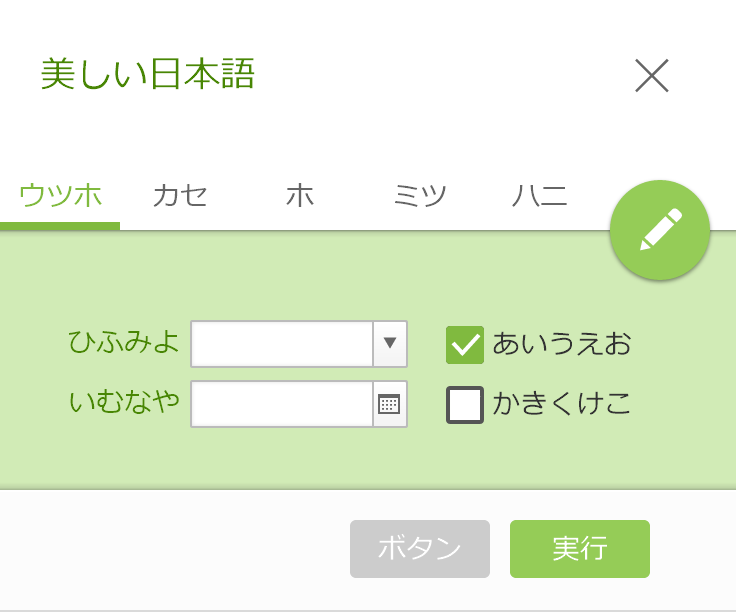 美しい日本語
ウツホ カセ ホ ミツ ハニ
ひふみよ あいうえお
いむなや かきくけこ
ボタン 実行